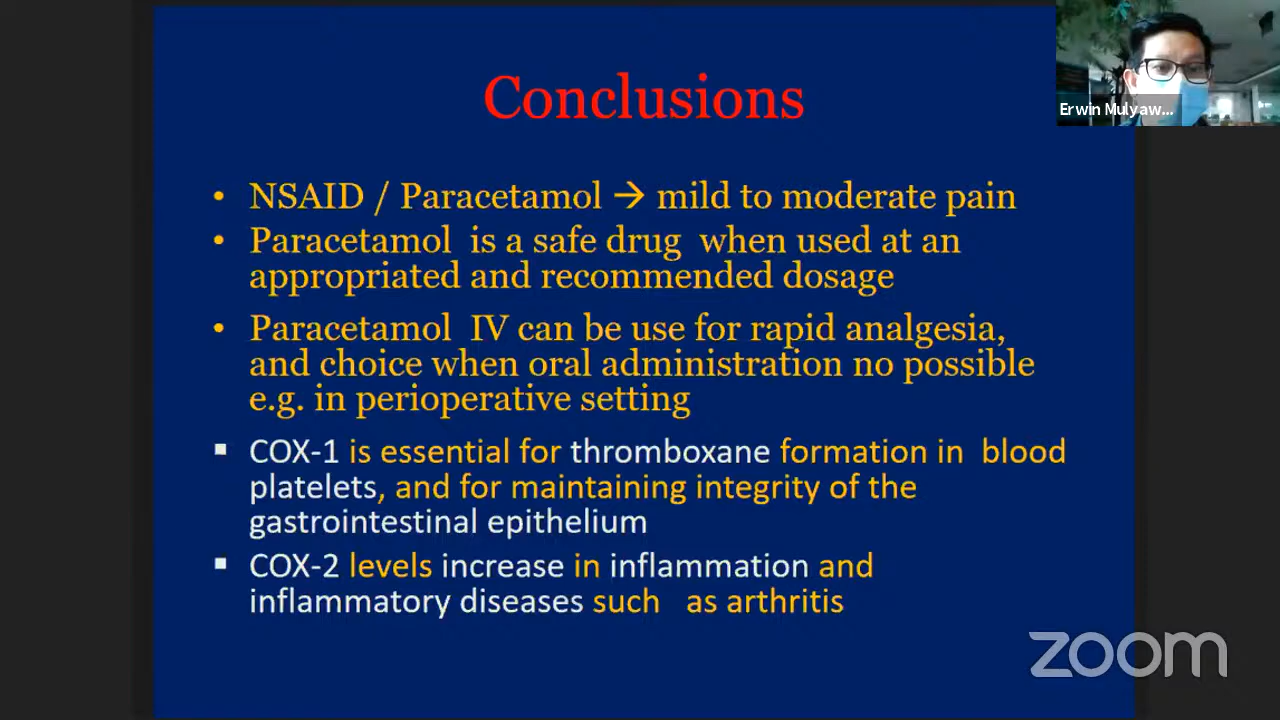 Conclusions
Erwin Mulyaw...
• NSAID / Paracetamol → mild to moderate pain
• Paracetamol is a safe drug when used at an
appropriated and recommended dosage
• Paracetamol IV can be use for rapid analgesia,
and choice when oral administration no possible
e.g. in perioperative setting
▪ COX-1 is essential for thromboxane formation in blood
platelets, and for maintaining integrity of the
gastrointestinal epithelium
▪ COX-2 levels increase in inflammation and
inflammatory diseases such as arthritis
zoom